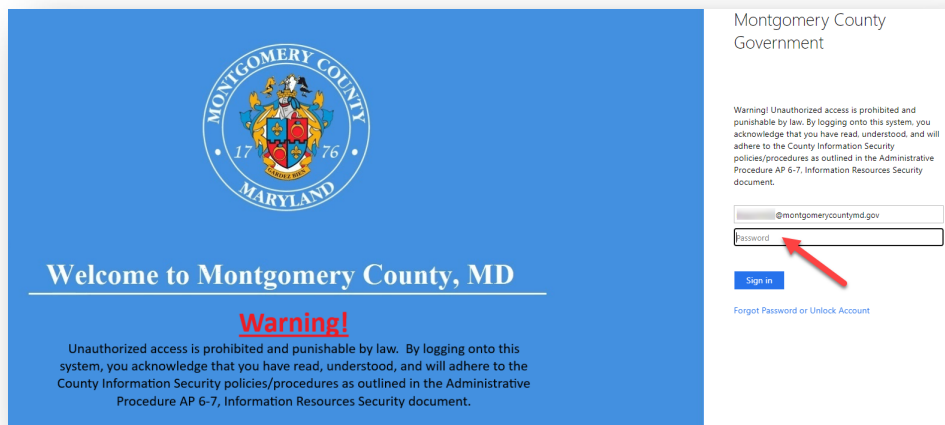 MONTGOMERY COUNTY
17 76
GARDEZ BIEN
MARYLAND
Welcome to Montgomery County, MD
Warning!
Unauthorized access is prohibited and punishable by law.  By logging onto this
system, you acknowledge that you have read, understood, and will adhere to the
County Information Security policies/procedures as outlined in the Administrative
Procedure AP 6-7, Information Resources Security document.
Montgomery County
Government
Warning! Unauthorized access is prohibited and
punishable by law. By logging onto this system, you
acknowledge that you have read, understood, and will
adhere to the County Information Security
policies/procedures as outlined in the Administrative
Procedure AP 6-7, Information Resources Security
document.
@montgomerycountymd.gov
Password
Sign in
Forgot Password or Unlock Account